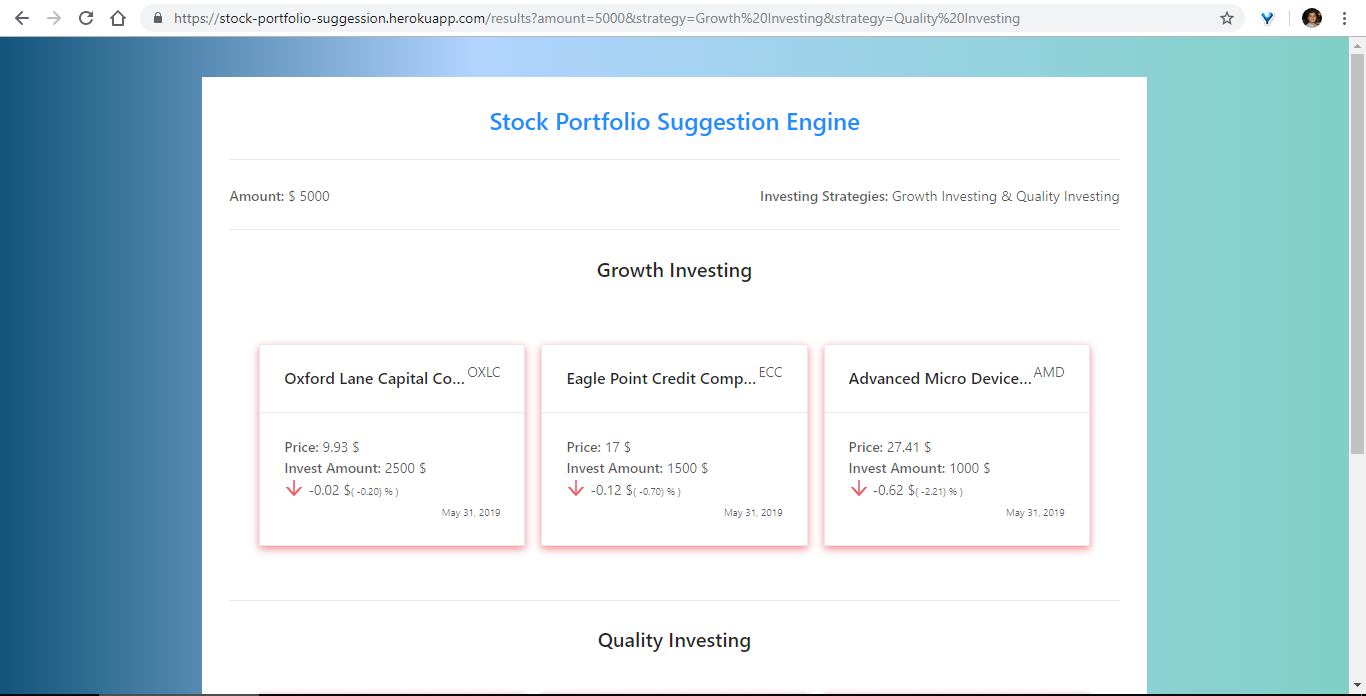 https://stock-portfolio-suggession.herokuapp.com/results?amount=5000&strategy=Growth%20Investing&strategy=Quality%20Investing
Stock Portfolio Suggestion Engine
Amount: $ 5000
Investing Strategies: Growth Investing & Quality Investing
Growth Investing
Oxford Lane Capital Co... OXLC
Price: 9.93 $
Invest Amount: 2500 $
-0.02 $( -0.20) % )
May 31, 2019
Eagle Point Credit Comp... ECC
Price: 17 $
Invest Amount: 1500 $
-0.12 $( -0.70) % )
May 31, 2019
Advanced Micro Device... AMD
Price: 27.41 $
Invest Amount: 1000 $
-0.62 $( -2.21) % )
May 31, 2019
Quality Investing